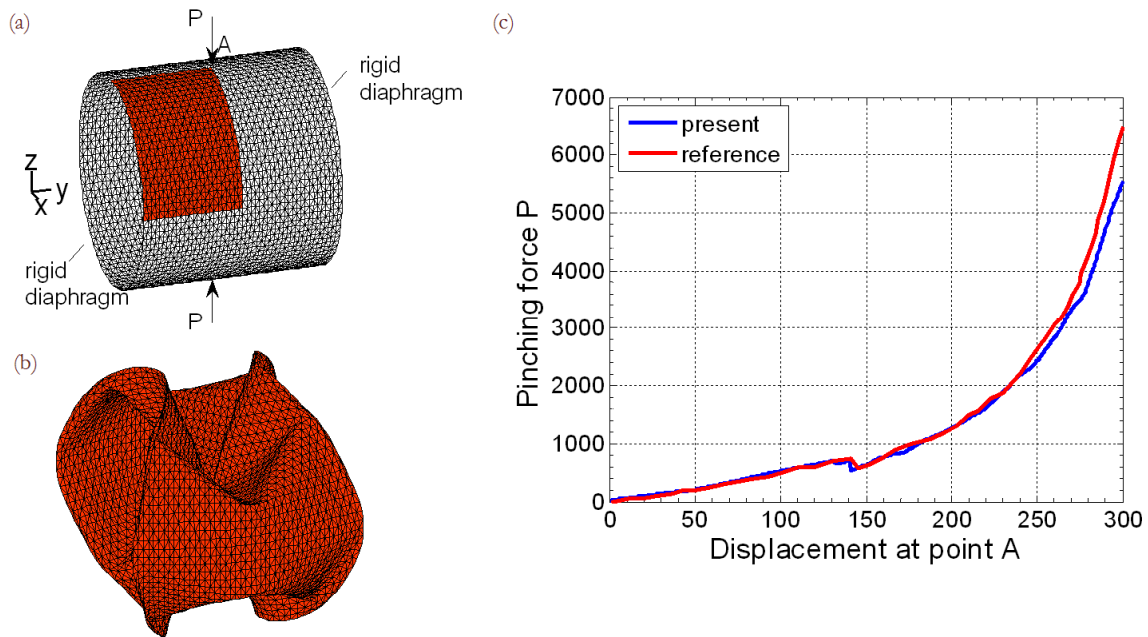 (a)
P
A
rigid
diaphragm
z
y
x
rigid
diaphragm
P
(b)
(c)
7000
6000
5000
4000
3000
2000
1000
0
0
50
100
150
200
250
300
present
reference
Pinching force P
Displacement at point A